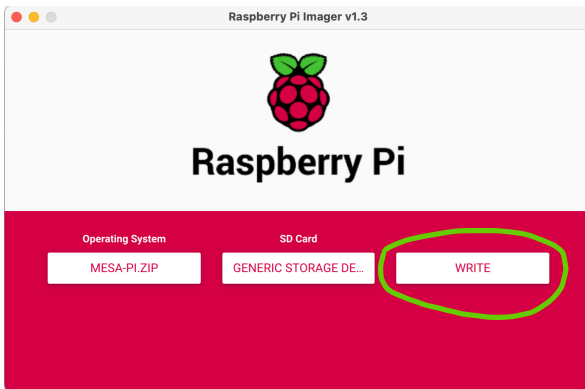 Raspberry Pi Imager v1.3
Raspberry Pi
Operating System
SD Card
MESA-PI.ZIP
GENERIC STORAGE DE...
WRITE